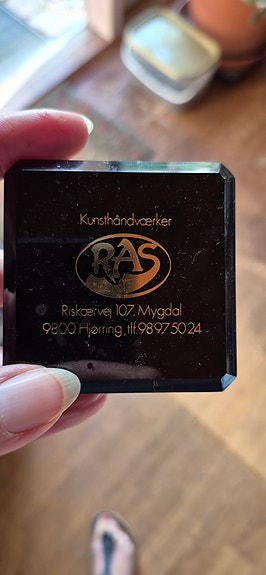 Kunsthåndværker
RAS
Riskærvej 107, Mygdal
9800 Hjørring, tlf 98975024